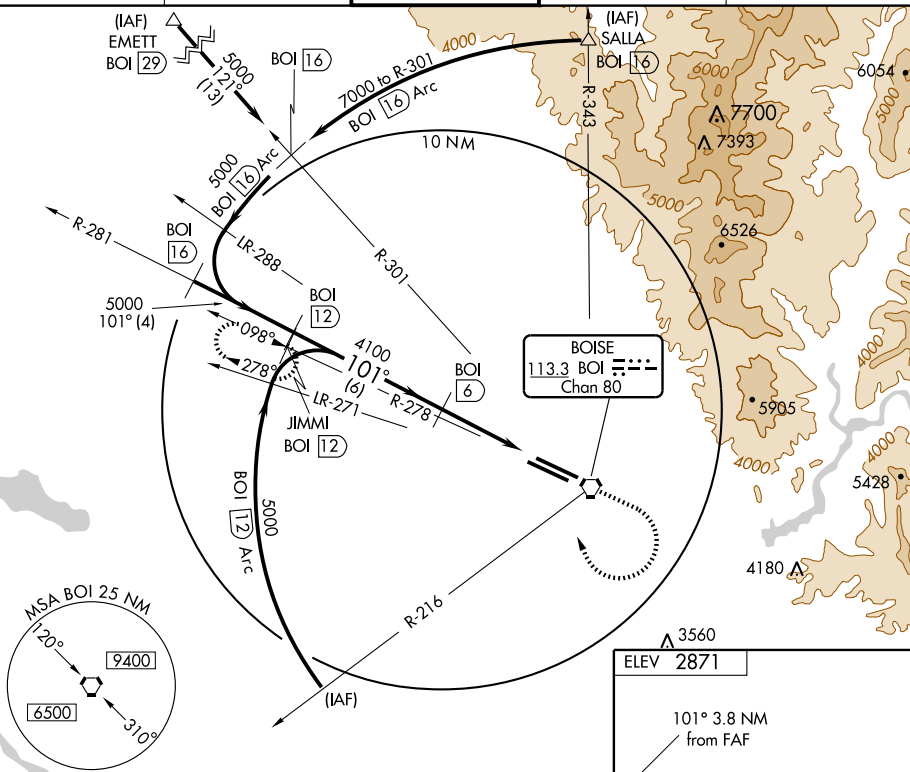 (IAF)
EMETT
BOI 29
5000
121°
(13)
BOI 16
7000 to R-301
BOI 16 Arc
4000
(IAF)
SALLA
BOI 16
R-343
6000
7700
7393
6054
5000
10 NM
5000
BOI 16 Arc
5000
R-281
BOI
16
LR-288
R-301
6526
5000
101° (4)
BOI
12
098°
278°
4100
101°
(6)
R-278
BOI
6
BOISE
113.3 BOI
Chan 80
4000
LR-271
JIMMI
BOI 12
5905
4000
4000
5428
BOI 12 Arc
5000
4180
R-216
MSA BOI 25 NM
120°
9400
6500
310°
(IAF)
3560
ELEV 2871
101° 3.8 NM
from FAF